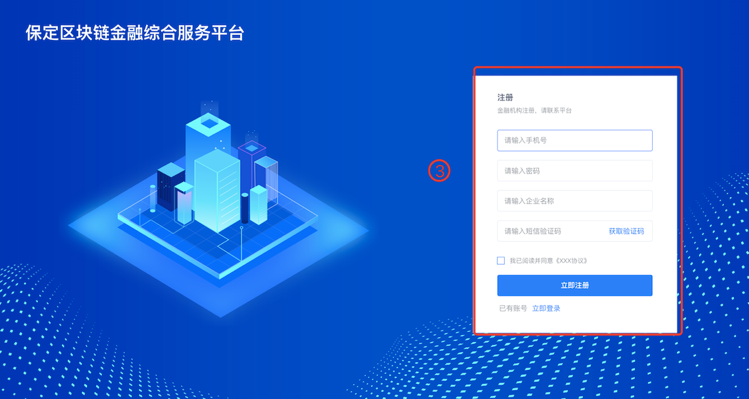 保定区块链金融综合服务平台
注册
金融机构注册，请联系平台
③
请输入手机号
请输入密码
请输入企业名称
请输入短信验证码 获取验证码
我已阅读并同意《XXX协议》
立即注册
已有账号 立即登录